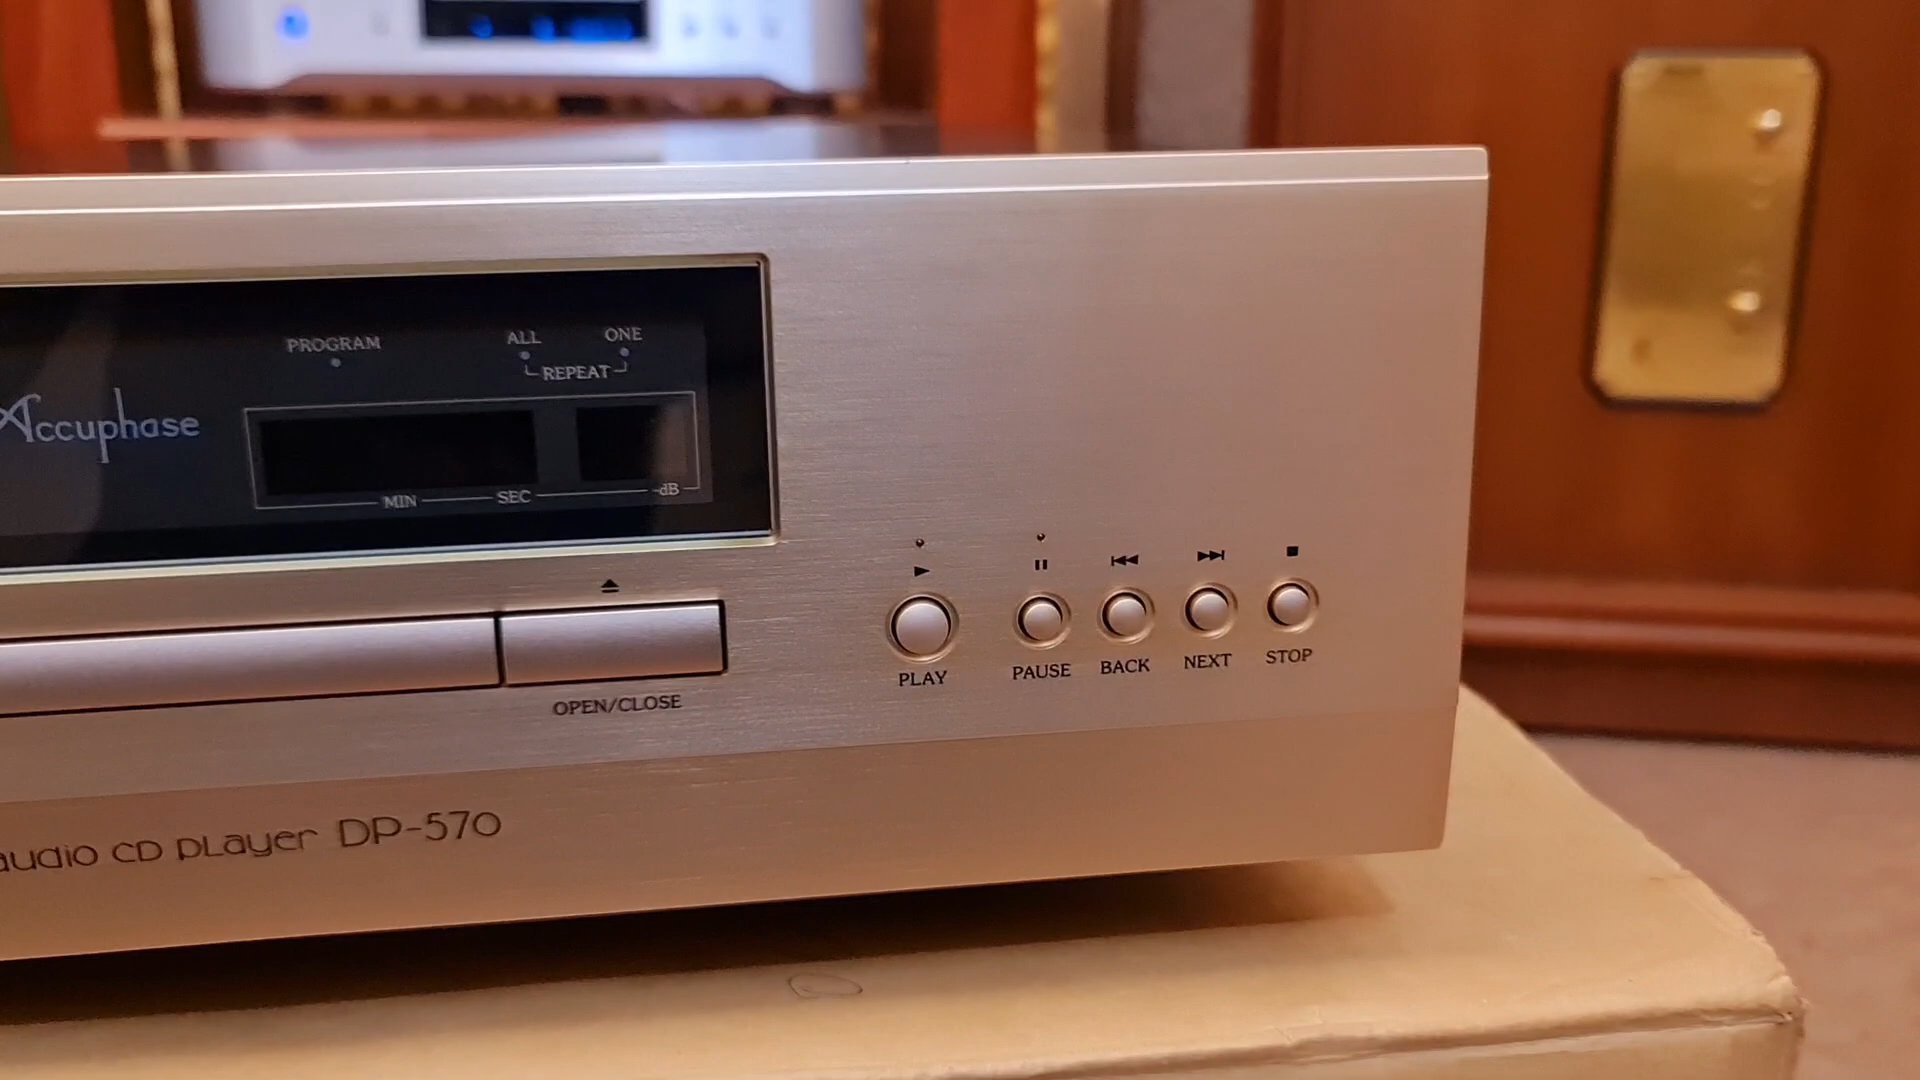 PROGRAM
ALL ONE
REPEAT
Accuphase
MIN SEC -dB
OPEN/CLOSE
PLAY PAUSE BACK NEXT STOP
audio CD player DP-570